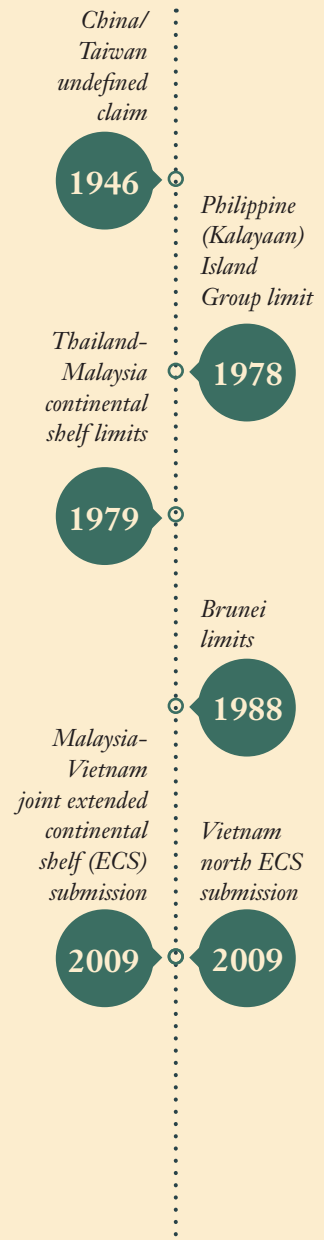 China/
Taiwan
undefined
claim
1946
Philippine
(Kalayaan)
Island
Group limit
1978
Thailand-
Malaysia
continental
shelf limits
1979
Brunei
limits
1988
Malaysia-
Vietnam
joint extended
continental
shelf (ECS)
submission
2009
Vietnam
north ECS
submission
2009